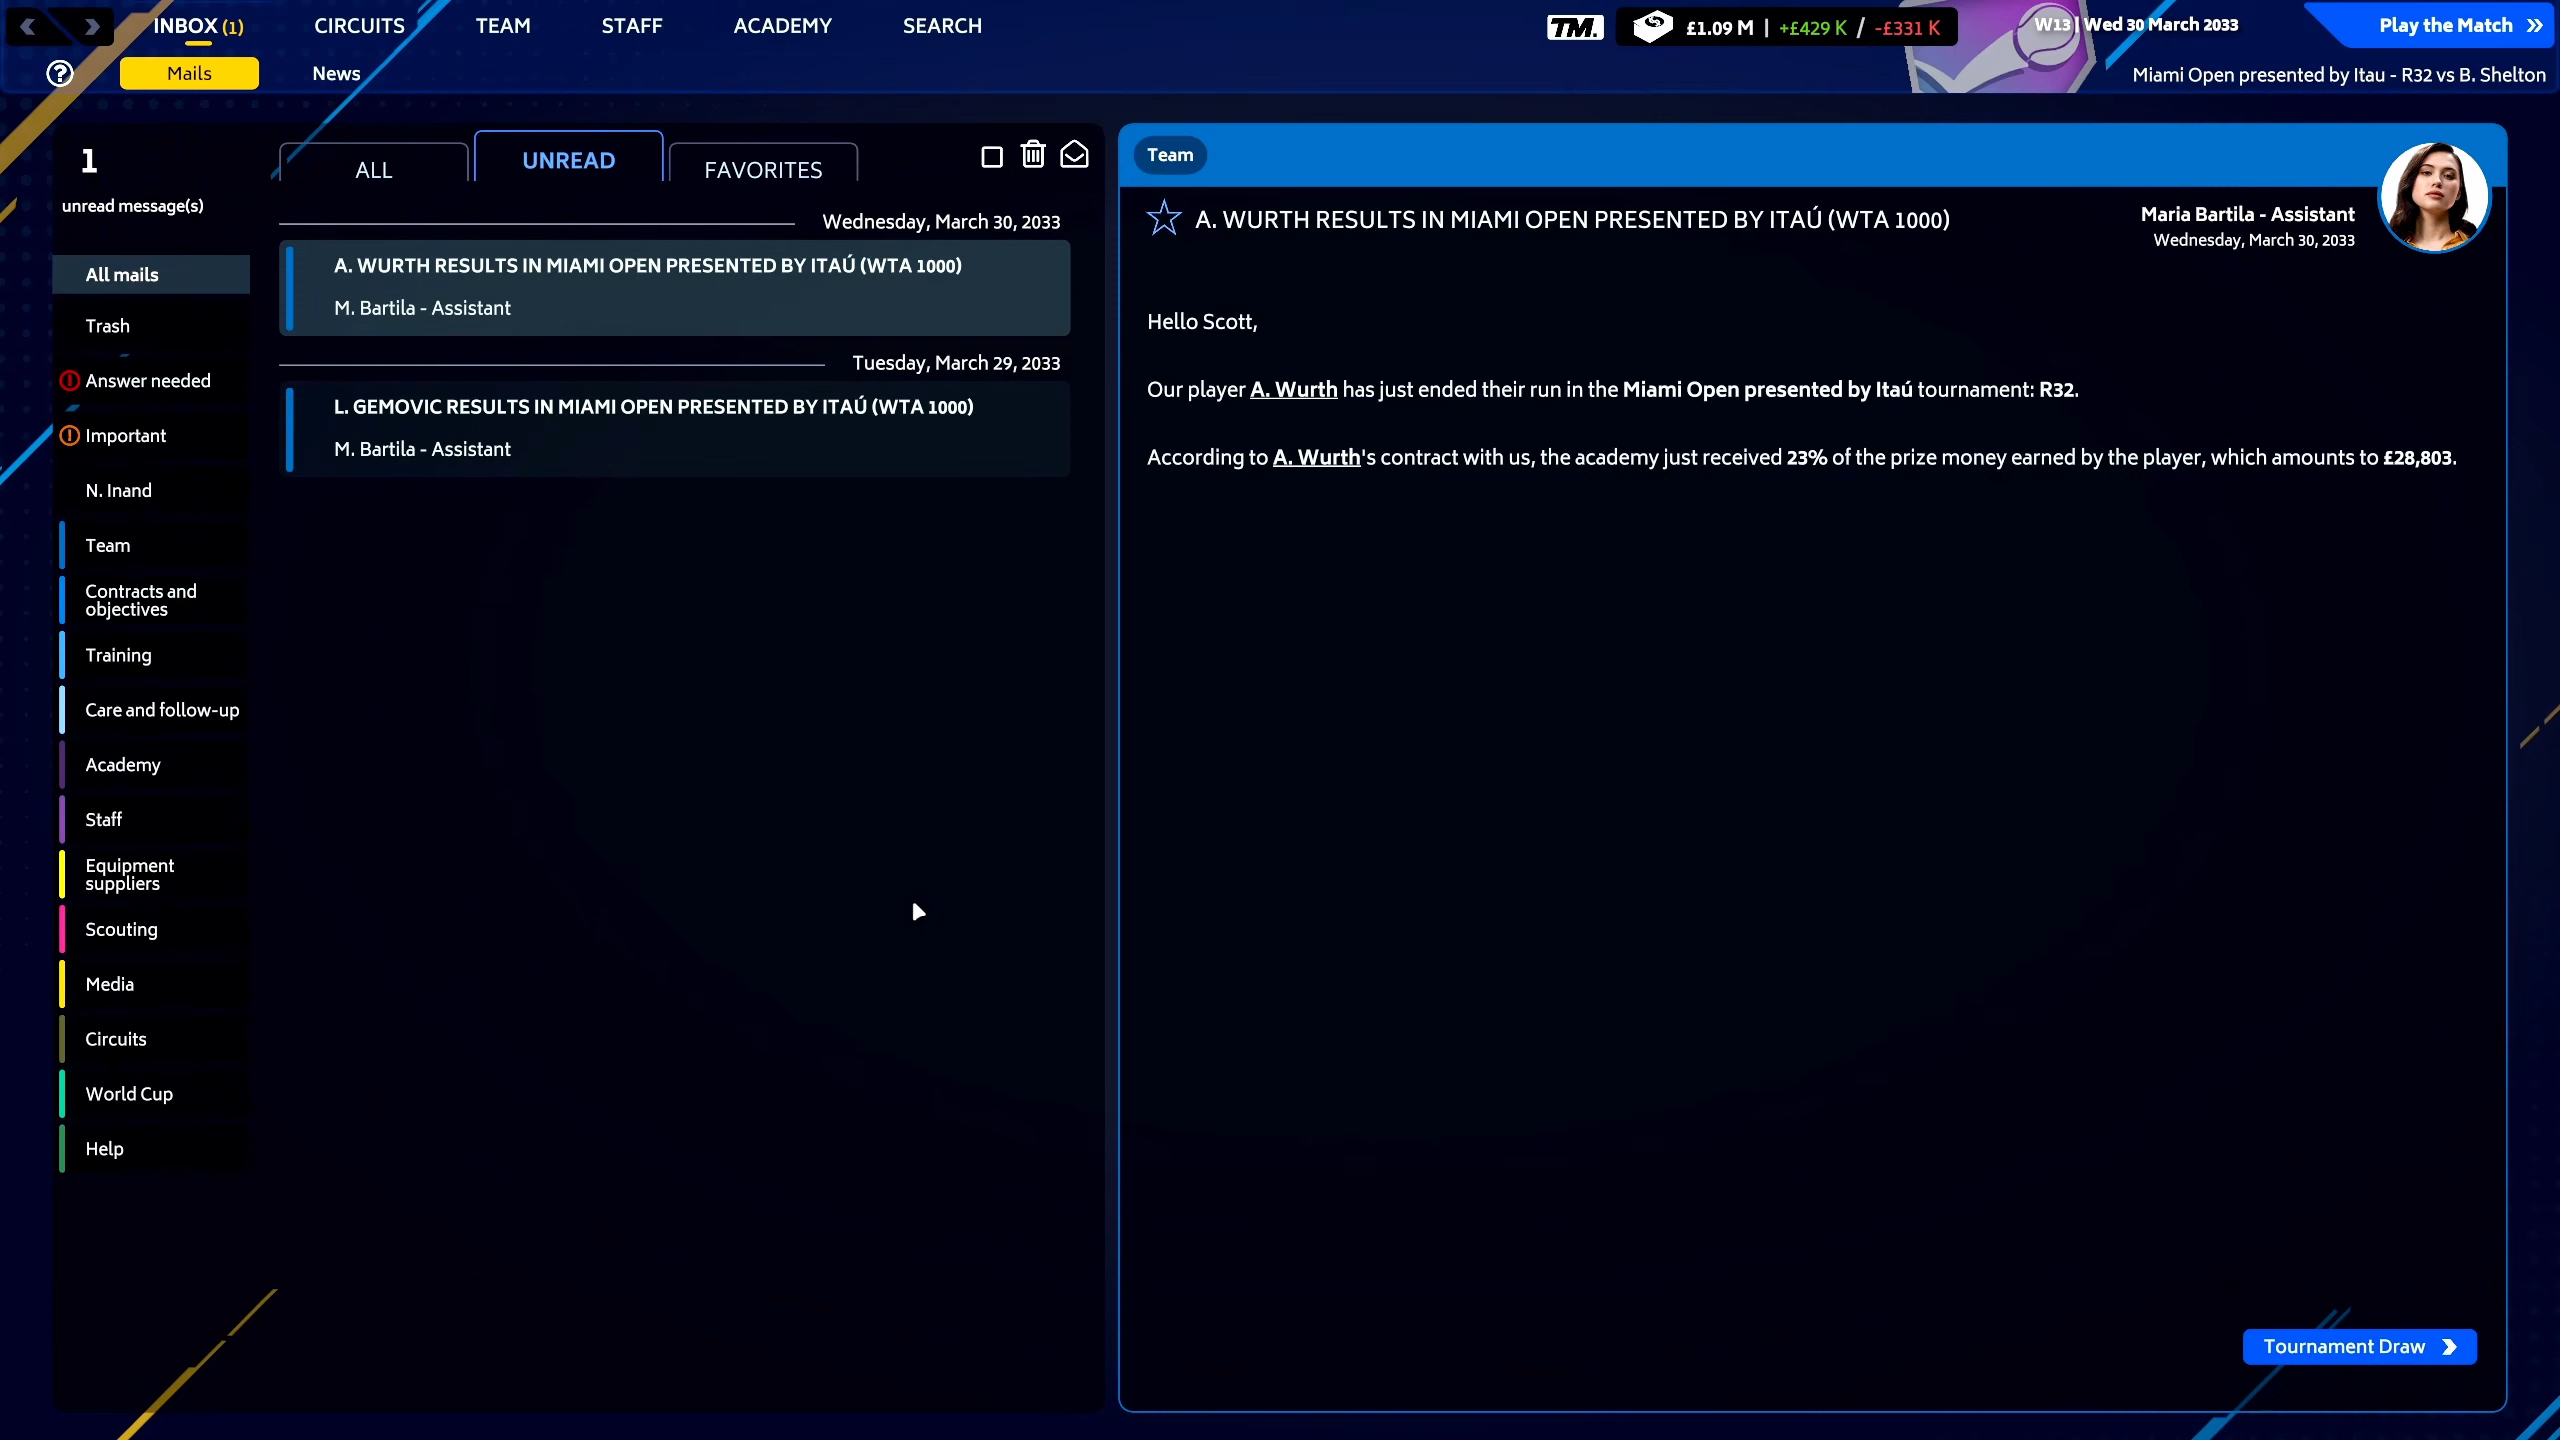 INBOX (1)
CIRCUITS
TEAM
STAFF
ACADEMY
SEARCH
TM.
£1.09 M | +£429 K / -£331 K
W13 | Wed 30 March 2033
Play the Match
Mails
News
Miami Open presented by Itau - R32 vs B. Shelton
1
unread message(s)
All mails
Trash
Answer needed
Important
N. Inand
Team
Contracts and
objectives
Training
Care and follow-up
Academy
Staff
Equipment
suppliers
Scouting
Media
Circuits
World Cup
Help
ALL
UNREAD
FAVORITES
Wednesday, March 30, 2033
A. WURTH RESULTS IN MIAMI OPEN PRESENTED BY ITAÚ (WTA 1000)
M. Bartila - Assistant
Tuesday, March 29, 2033
L. GEMOVIC RESULTS IN MIAMI OPEN PRESENTED BY ITAÚ (WTA 1000)
M. Bartila - Assistant
Team
A. WURTH RESULTS IN MIAMI OPEN PRESENTED BY ITAÚ (WTA 1000)
Maria Bartila - Assistant
Wednesday, March 30, 2033
Hello Scott,
Our player A. Wurth has just ended their run in the Miami Open presented by Itaú tournament: R32.
According to A. Wurth's contract with us, the academy just received 23% of the prize money earned by the player, which amounts to £28,803.
Tournament Draw